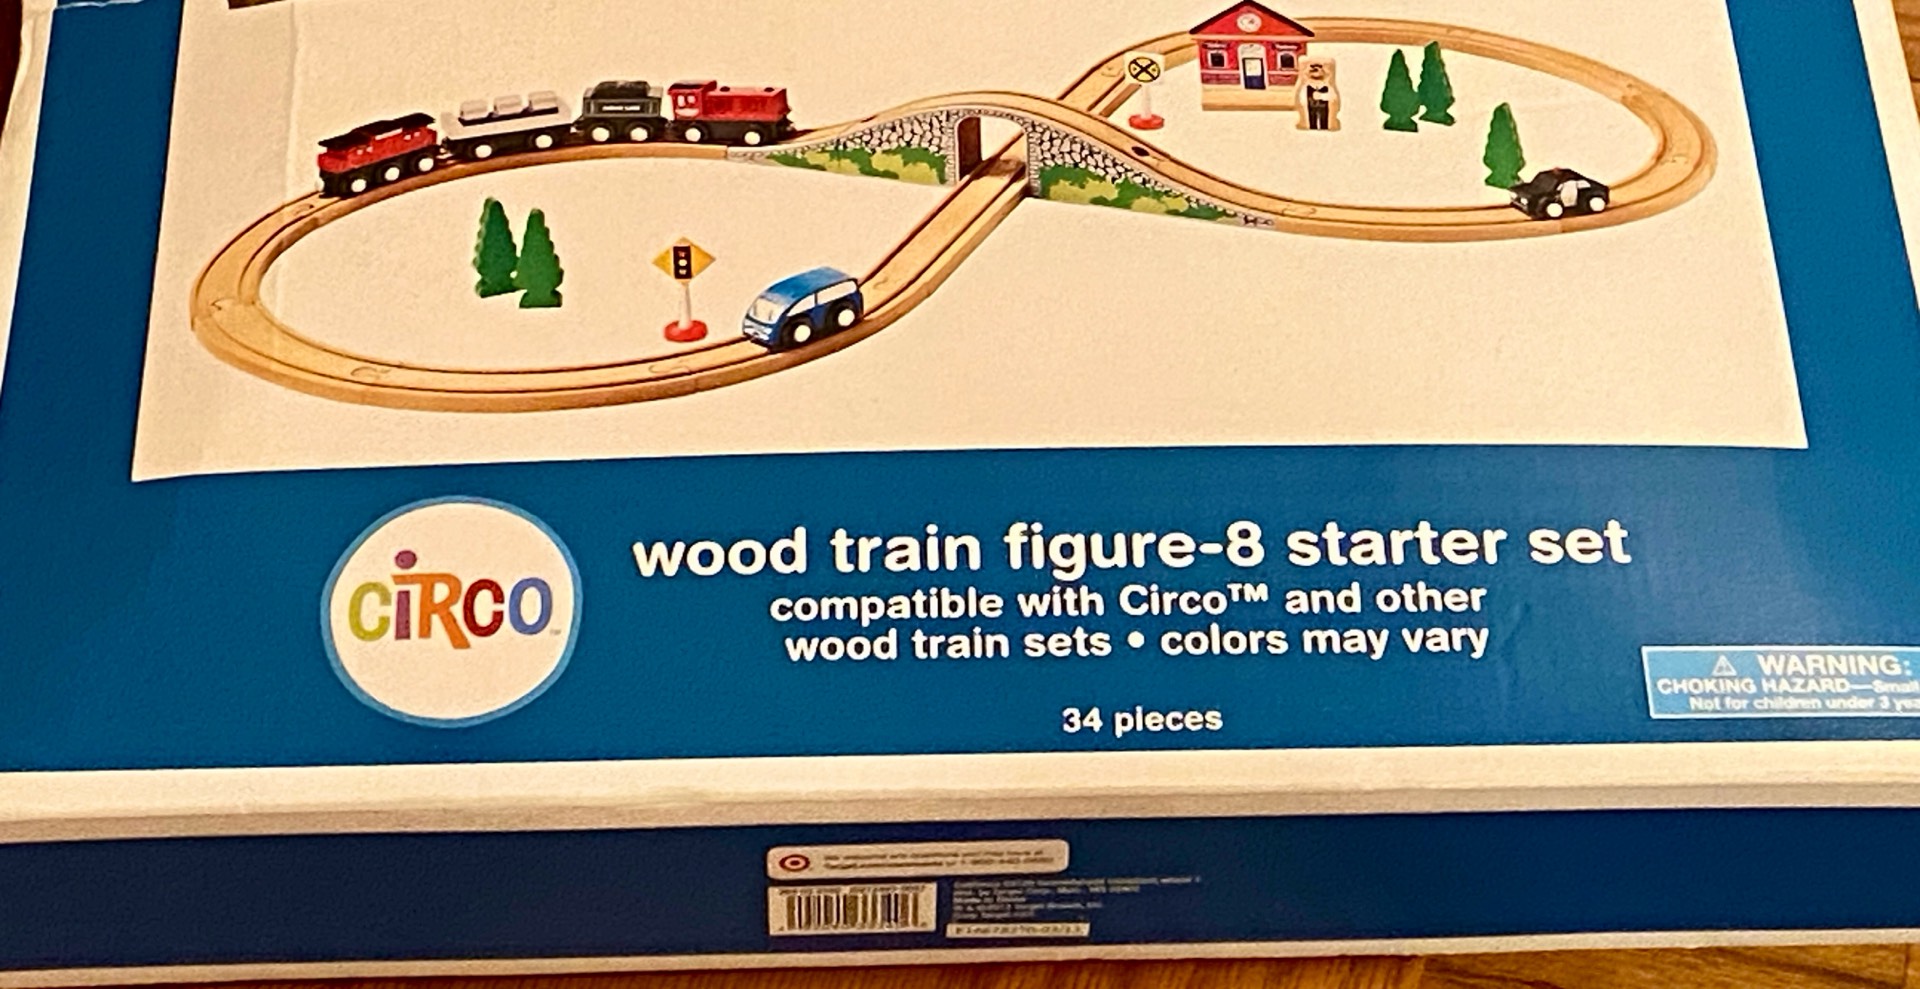 CiRCO
wood train figure-8 starter set
compatible with Circo™ and other
wood train sets • colors may vary
34 pieces
⚠ WARNING:
CHOKING HAZARD—Small
Not for children under 3